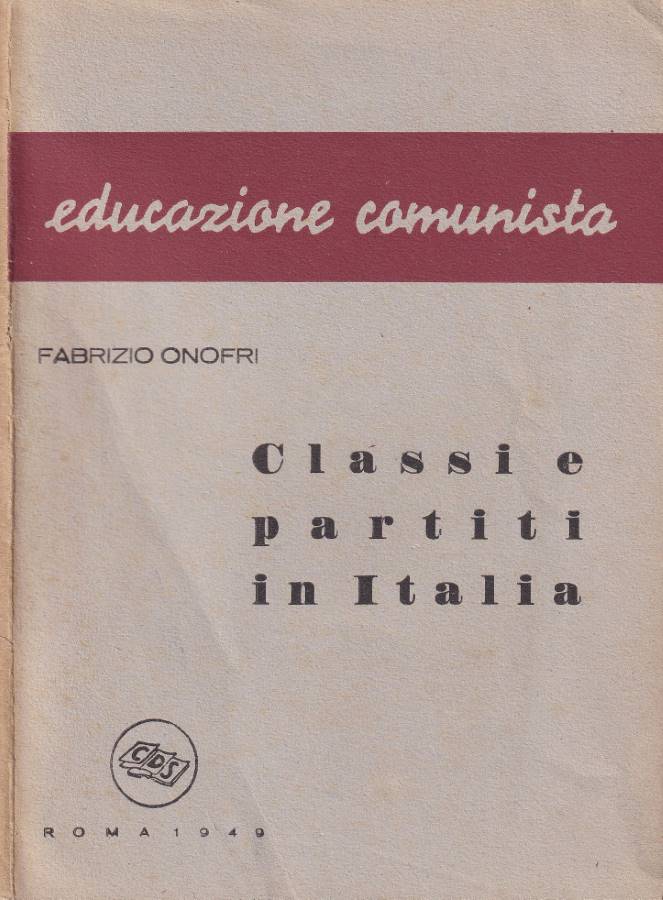 educazione comunista
FABRIZIO ONOFRI
Classi e
partiti
in Italia
CDS
ROMA 1949